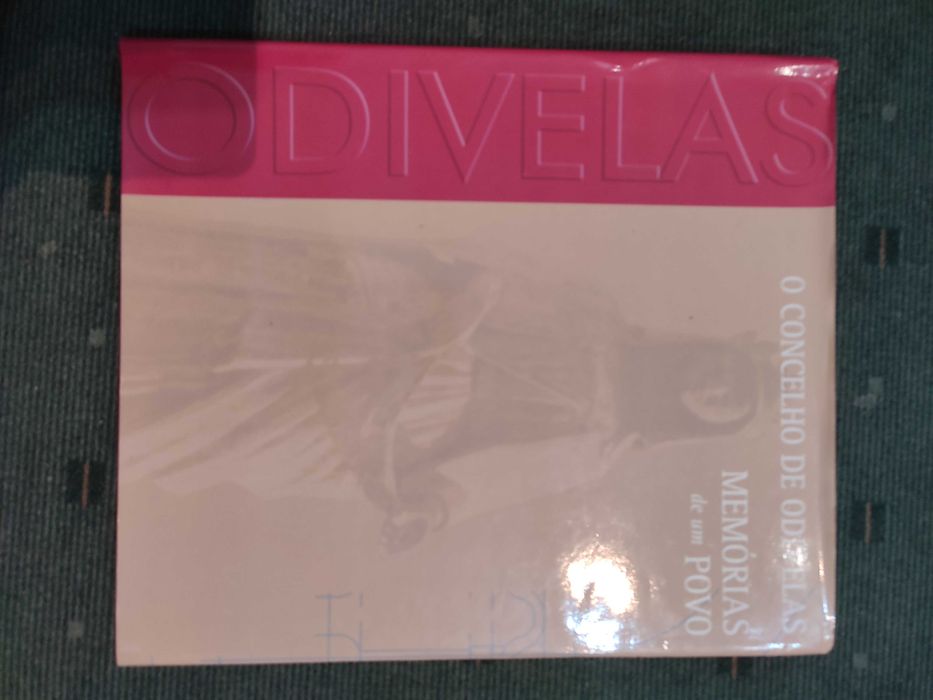 ODIVELAS
O CONCELHO DE ODIVELAS
MEMÓRIAS
de um POVO